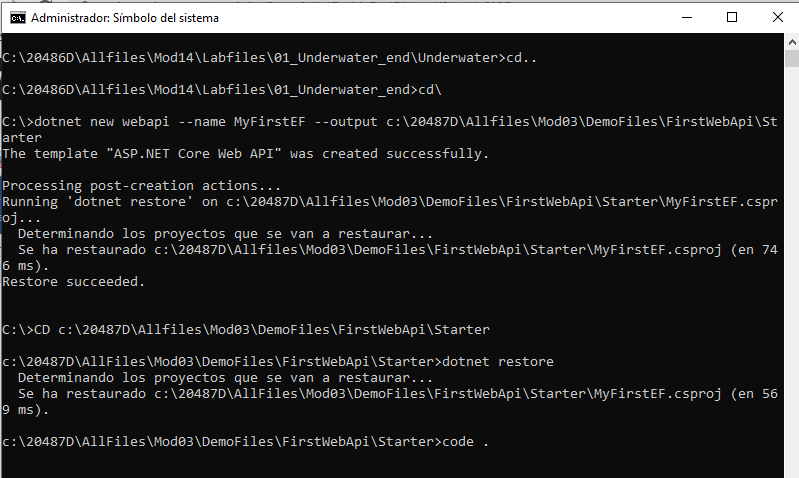 Administrador: Símbolo del sistema
C:\20486D\Allfiles\Mod14\Labfiles\01_Underwater_end\Underwater>cd..
C:\20486D\Allfiles\Mod14\Labfiles\01_Underwater_end>cd\
C:\>dotnet new webapi --name MyFirstEF --output c:\20487D\Allfiles\Mod03\DemoFiles\FirstWebApi\St
arter
The template "ASP.NET Core Web API" was created successfully.
Processing post-creation actions...
Running 'dotnet restore' on c:\20487D\Allfiles\Mod03\DemoFiles\FirstWebApi\Starter\MyFirstEF.cspr
oj...
  Determinando los proyectos que se van a restaurar...
  Se ha restaurado c:\20487D\Allfiles\Mod03\DemoFiles\FirstWebApi\Starter\MyFirstEF.csproj (en 74
6 ms).
Restore succeeded.
C:\>CD c:\20487D\Allfiles\Mod03\DemoFiles\FirstWebApi\Starter
c:\20487D\AllFiles\Mod03\DemoFiles\FirstWebApi\Starter>dotnet restore
  Determinando los proyectos que se van a restaurar...
  Se ha restaurado c:\20487D\AllFiles\Mod03\DemoFiles\FirstWebApi\Starter\MyFirstEF.csproj (en 56
9 ms).
c:\20487D\AllFiles\Mod03\DemoFiles\FirstWebApi\Starter>code .